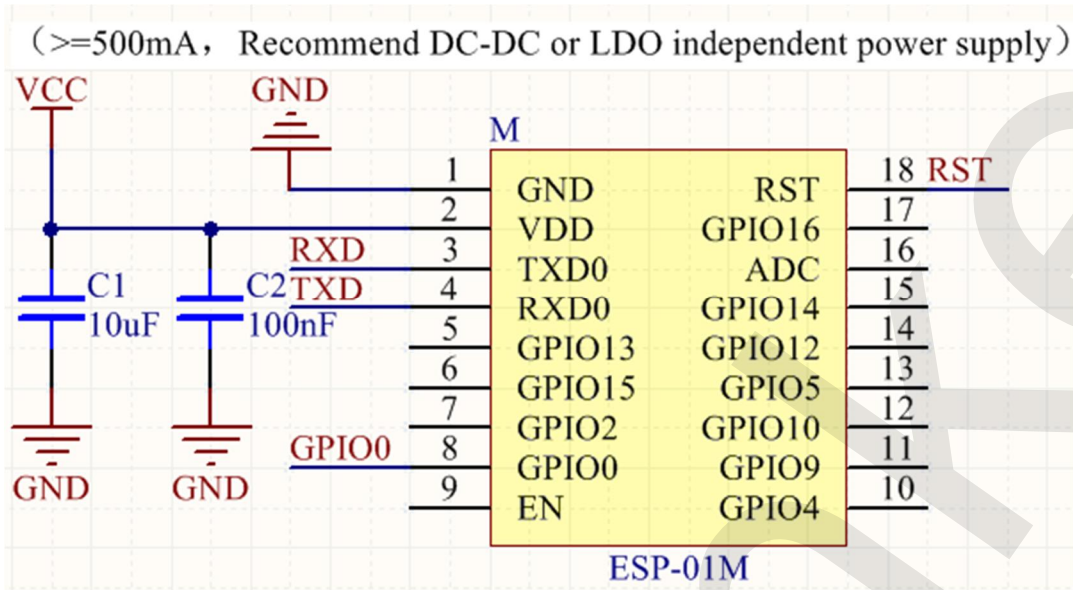 （>=500mA， Recommend DC-DC or LDO independent power supply）
VCC
GND
M
1
GND
RST
18
RST
2
VDD
GPIO16
17
RXD
3
TXD0
ADC
16
C1
10uF
C2
100nF
TXD
4
RXD0
GPIO14
15
5
GPIO13
GPIO12
14
6
GPIO15
GPIO5
13
7
GPIO2
GPIO10
12
GPIO0
8
GPIO0
GPIO9
11
9
EN
GPIO4
10
GND
GND
ESP-01M